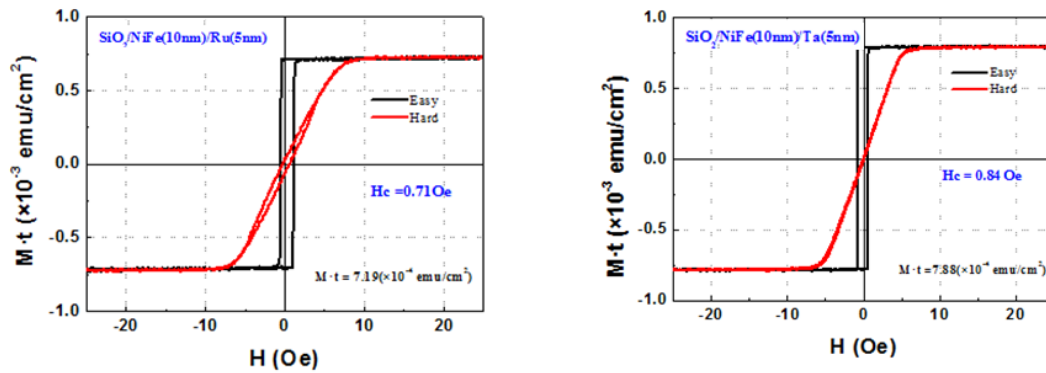 SiO₂/NiFe(10nm)/Ru(5nm)
1.0
0.5
0.0
-0.5
-1.0
M·t (×10⁻³ emu/cm²)
Easy
Hard
Hc =0.71Oe
M·t = 7.19(×10⁻⁴ emu/cm²)
-20
-10
0
10
20
H (Oe)
SiO₂/NiFe(10nm)/Ta(5nm)
1.0
0.5
0.0
-0.5
-1.0
M·t (×10⁻³ emu/cm²)
Easy
Hard
Hc = 0.84 Oe
M·t = 7.88(×10⁻⁴ emu/cm²)
-20
-10
0
10
20
H (Oe)